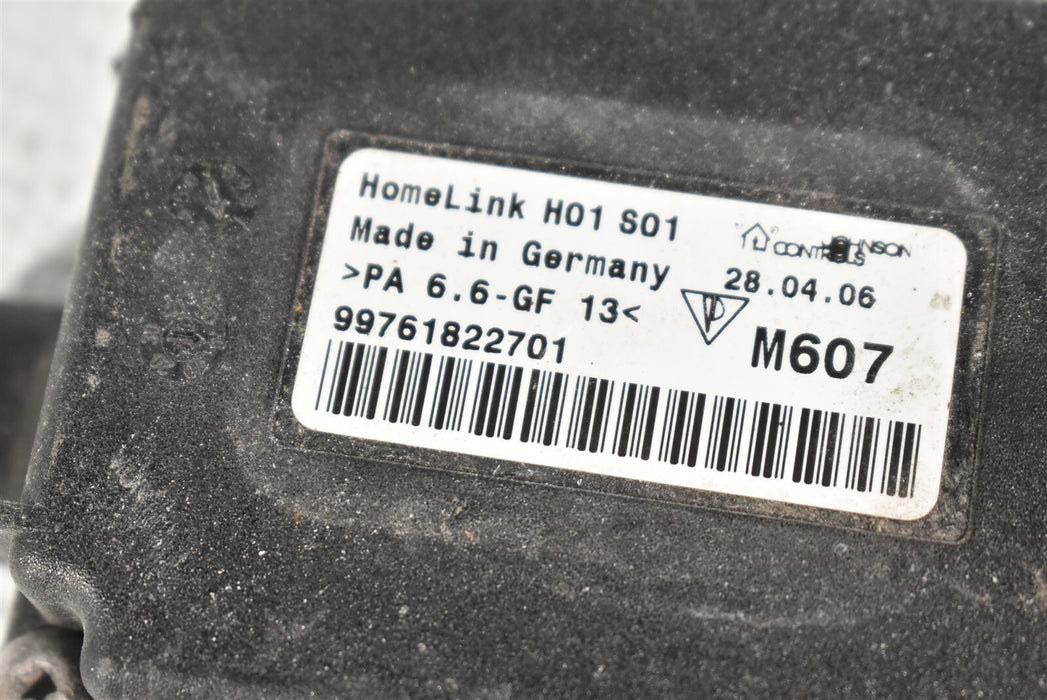 HomeLink H01 S01
Made in Germany
>PA 6.6-GF 13<
99761822701
JOHNSON
CONTROLS
28.04.06
M607